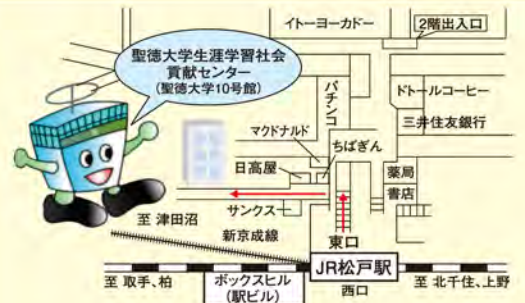 イトーヨーカドー
2階出入口
聖徳大学生涯学習社会
貢献センター
(聖徳大学10号館)
パチンコ
ドトールコーヒー
三井住友銀行
マクドナルド
ちばぎん
日高屋
薬局
書店
サンクス
至 津田沼
新京成線
東口
JR松戸駅
西口
至 取手、柏
ボックスヒル
(駅ビル)
至 北千住、上野